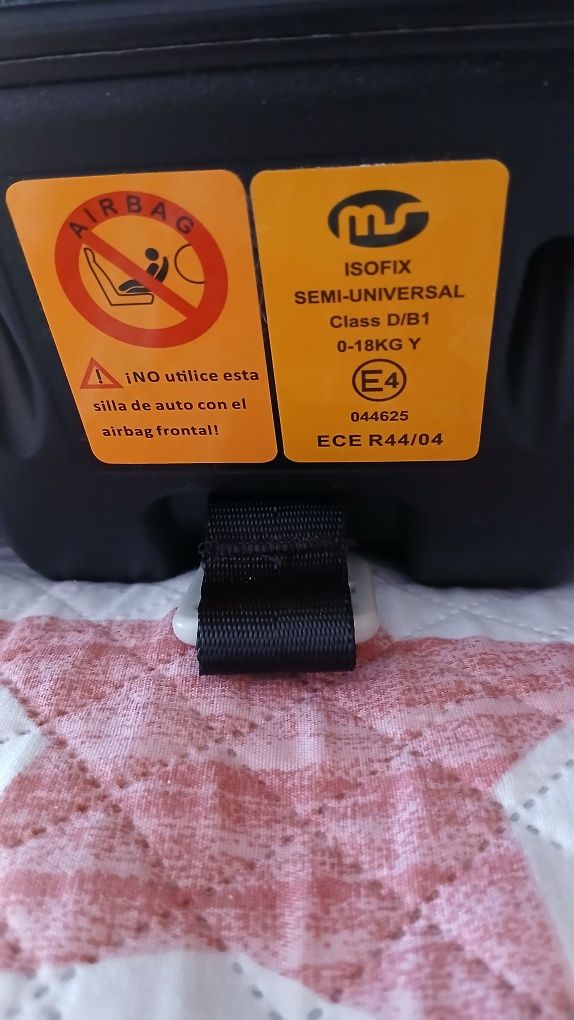 AIRBAG
¡NO utilice esta
silla de auto con el
airbag frontal!
ms
ISOFIX
SEMI-UNIVERSAL
Class D/B1
0-18KG Y
E4
044625
ECE R44/04